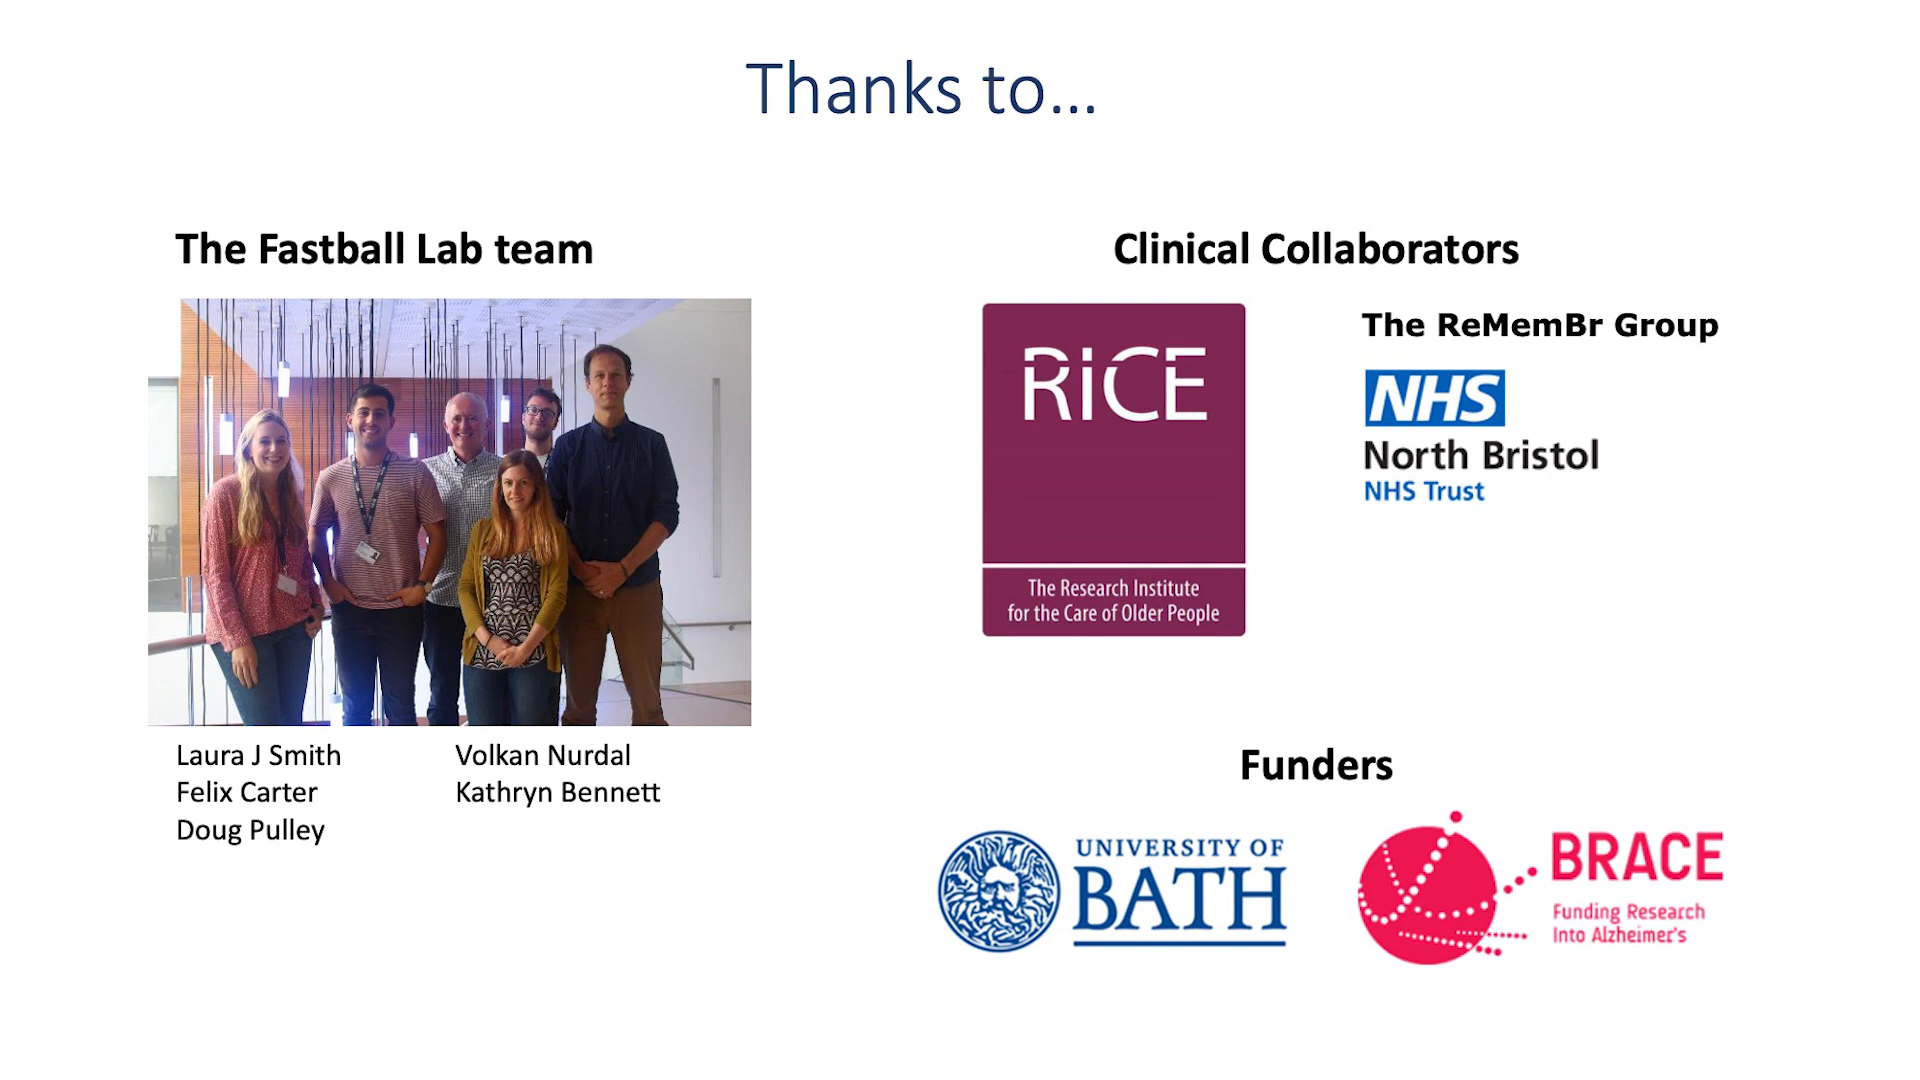 Thanks to...
The Fastball Lab team
Laura J Smith
Felix Carter
Doug Pulley
Volkan Nurdal
Kathryn Bennett
Clinical Collaborators
RiCE
The Research Institute
for the Care of Older People
The ReMemBr Group
NHS
North Bristol
NHS Trust
Funders
UNIVERSITY OF
BATH
BRACE
Funding Research
Into Alzheimer's